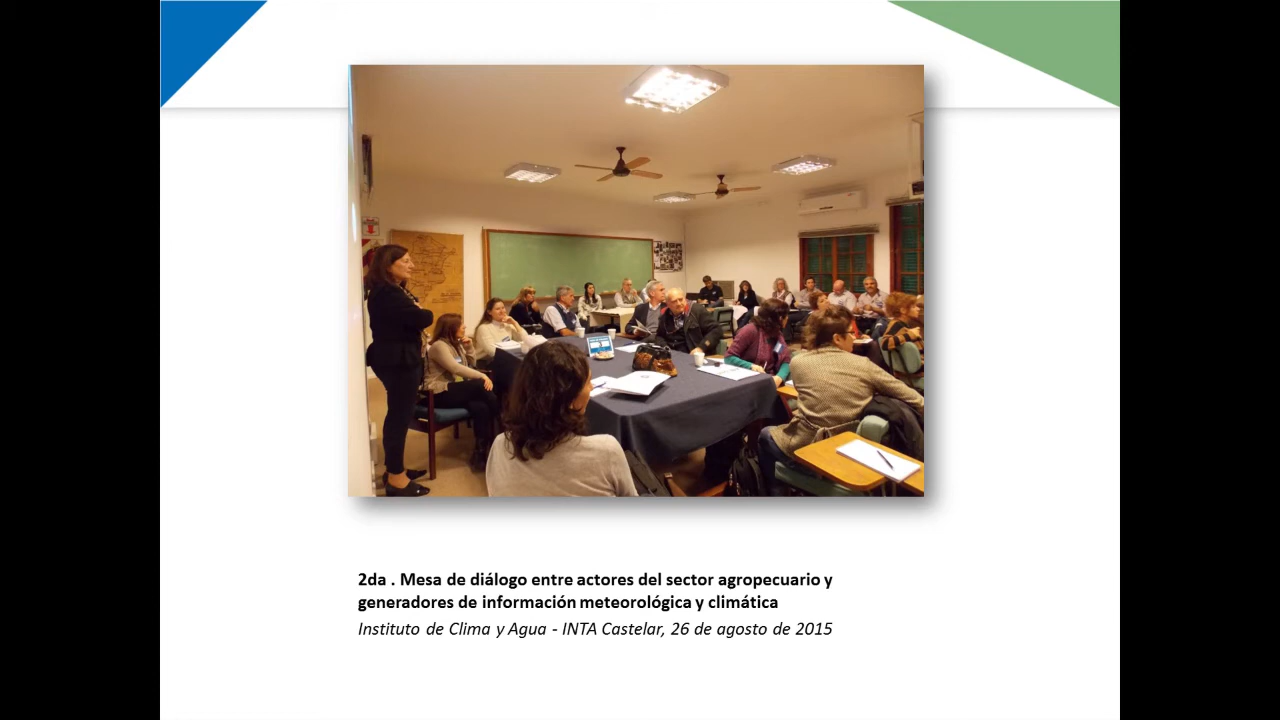 2da . Mesa de diálogo entre actores del sector agropecuario y
generadores de información meteorológica y climática
Instituto de Clima y Agua - INTA Castelar, 26 de agosto de 2015